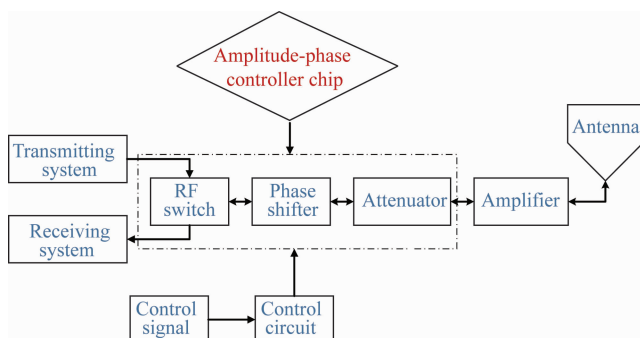 Amplitude-phase
controller chip
Antenna
Transmitting
system
RF
switch
Phase
shifter
Attenuator
Amplifier
Receiving
system
Control
signal
Control
circuit